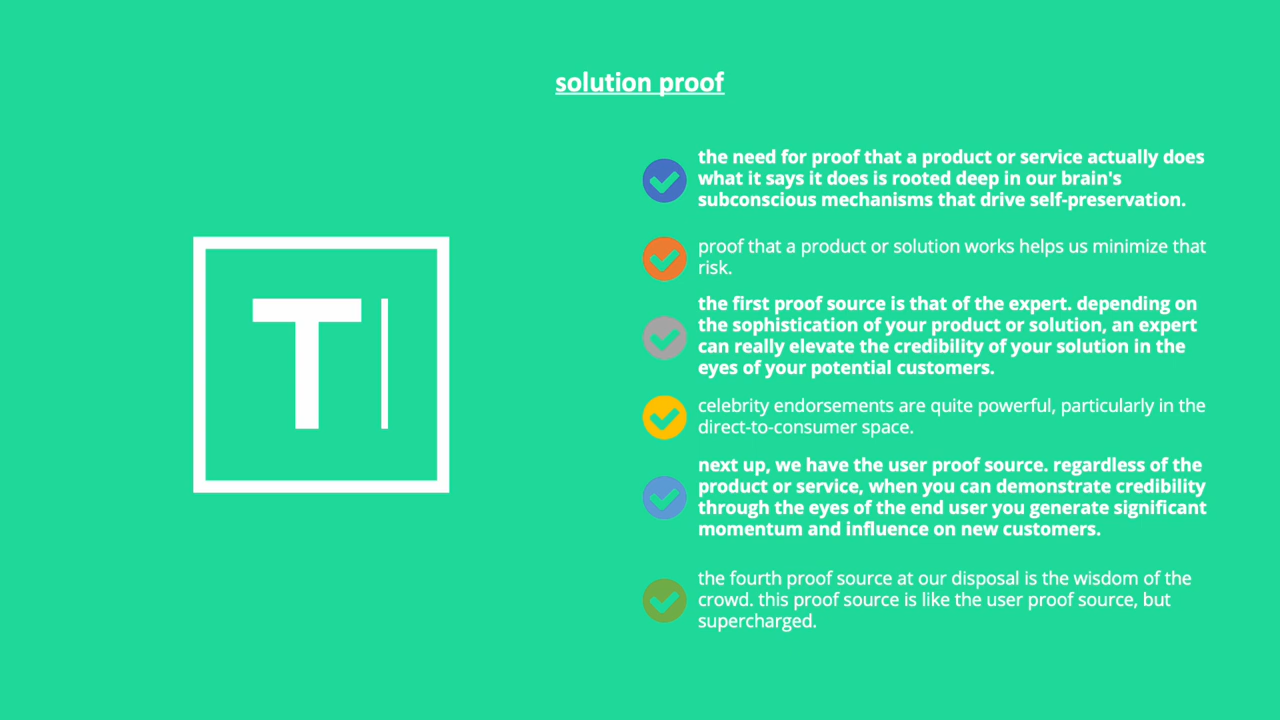 solution proof
the need for proof that a product or service actually does
what it says it does is rooted deep in our brain's
subconscious mechanisms that drive self-preservation.
proof that a product or solution works helps us minimize that
risk.
the first proof source is that of the expert. depending on
the sophistication of your product or solution, an expert
can really elevate the credibility of your solution in the
eyes of your potential customers.
celebrity endorsements are quite powerful, particularly in the
direct-to-consumer space.
next up, we have the user proof source. regardless of the
product or service, when you can demonstrate credibility
through the eyes of the end user you generate significant
momentum and influence on new customers.
the fourth proof source at our disposal is the wisdom of the
crowd. this proof source is like the user proof source, but
supercharged.
T|